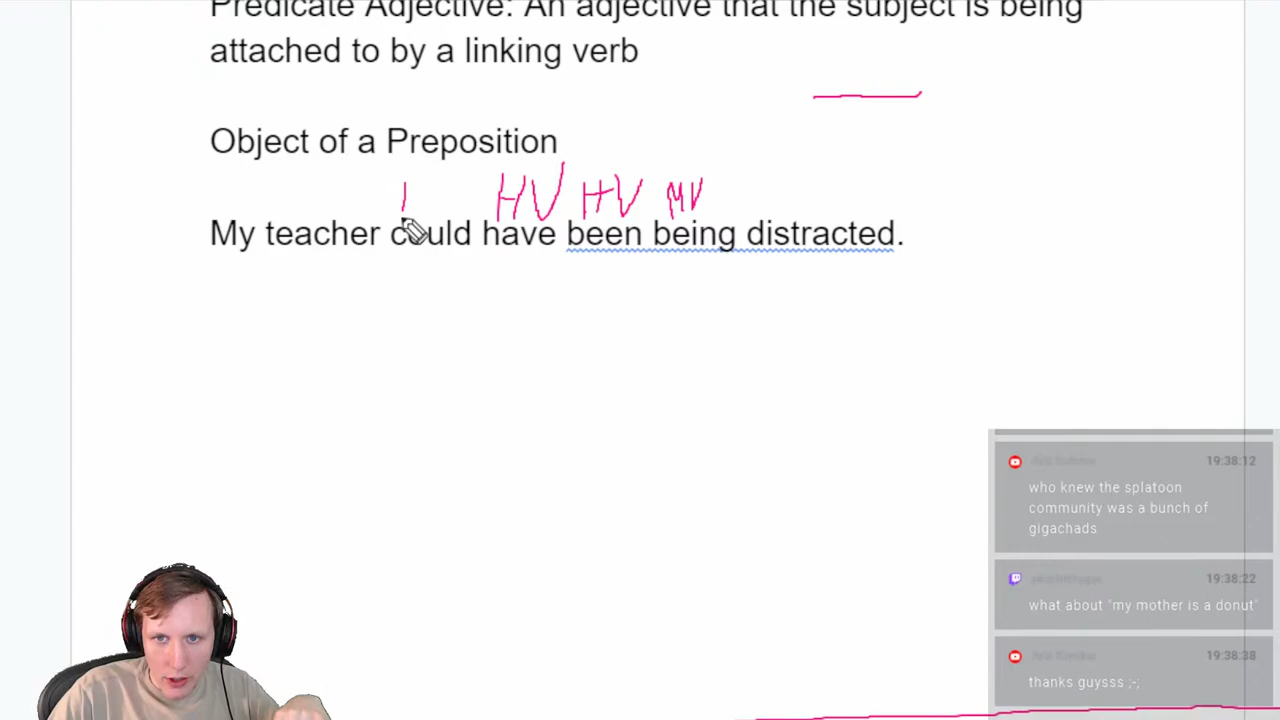 Predicate Adjective: An adjective that the subject is being
attached to by a linking verb
Object of a Preposition
HV HV MV
My teacher could have been being distracted.
19:38:12
who knew the splatoon
community was a bunch of
gigachads
19:38:22
what about "my mother is a donut"
19:38:38
thanks guysss ;-;